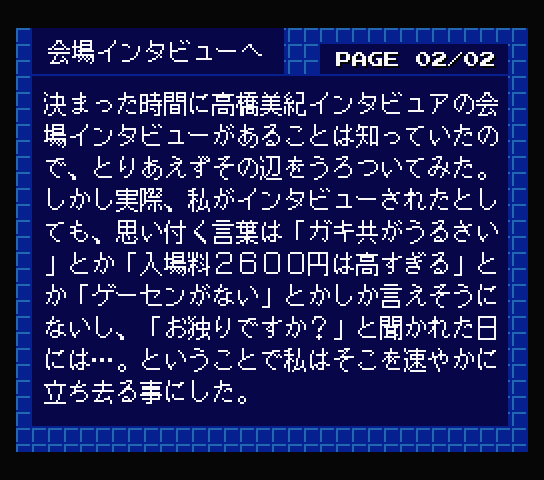 会場インタビューへ
PAGE 02/02
決まった時間に高橋美紀インタビュアの会
場インタビューがあることは知っていたの
で、とりあえずその辺をうろついてみた。
しかし実際、私がインタビューされたとし
ても、思い付く言葉は「ガキ共がうるさい
」とか「入場料２６００円は高すぎる」と
か「ゲーセンがない」とかしか言えそうに
ないし、「お独りですか？」と聞かれた日
には…。ということで私はそこを速やかに
立ち去る事にした。